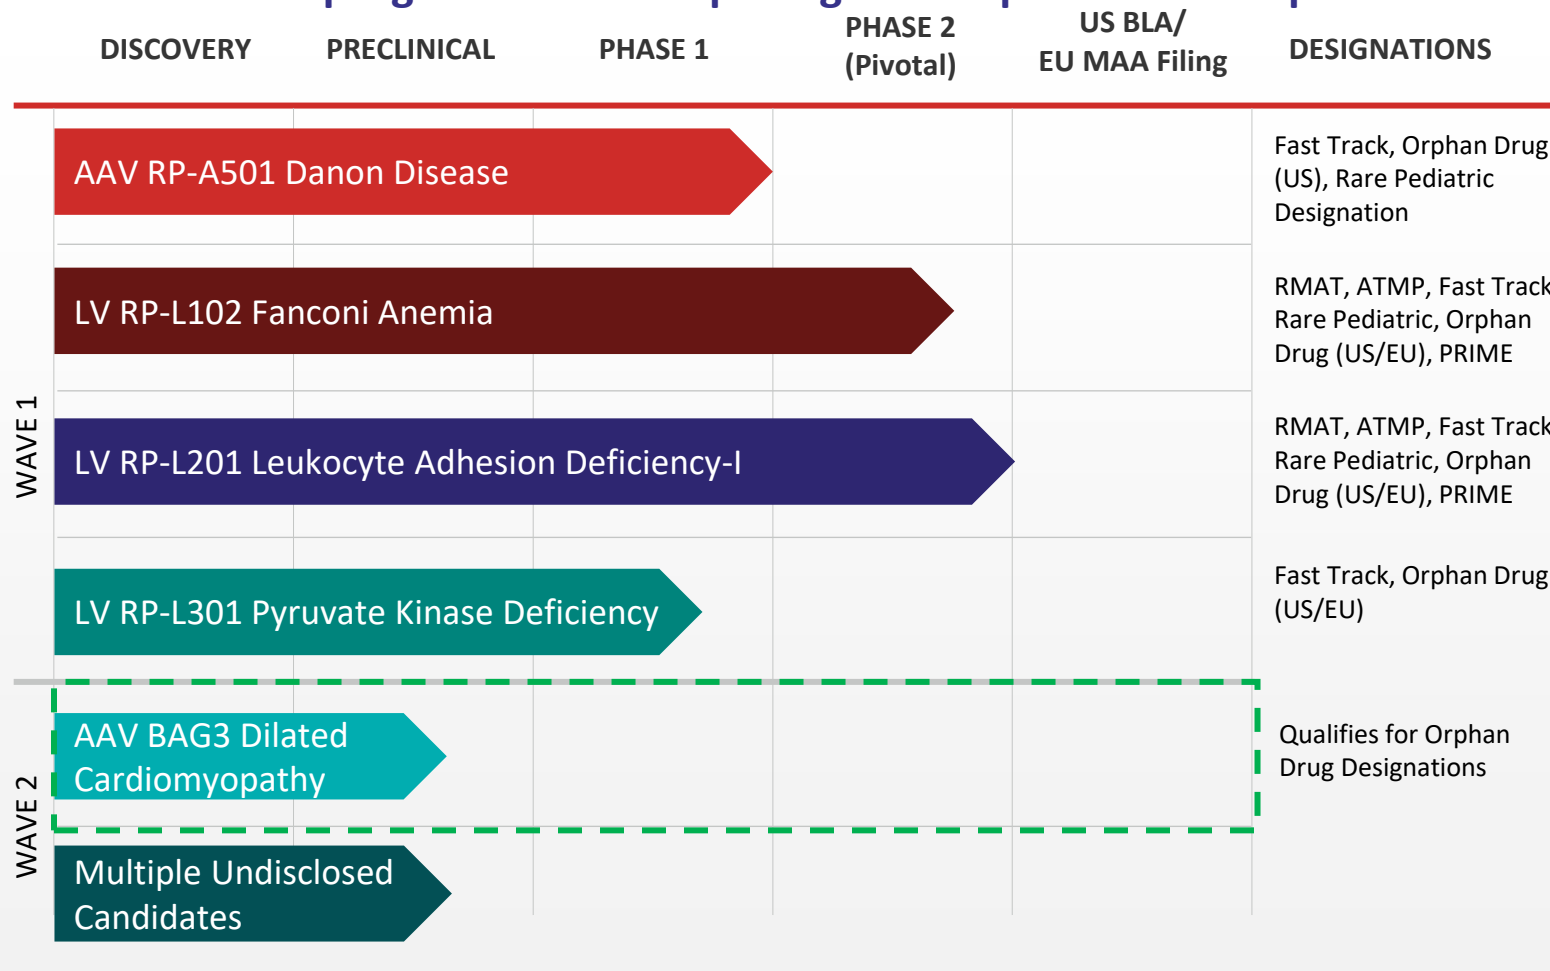 DISCOVERY
PRECLINICAL
PHASE 1
PHASE 2
(Pivotal)
US BLA/
EU MAA Filing
DESIGNATIONS
WAVE 1
AAV RP-A501 Danon Disease
Fast Track, Orphan Drug
(US), Rare Pediatric
Designation
LV RP-L102 Fanconi Anemia
RMAT, ATMP, Fast Track
Rare Pediatric, Orphan
Drug (US/EU), PRIME
LV RP-L201 Leukocyte Adhesion Deficiency-I
RMAT, ATMP, Fast Track
Rare Pediatric, Orphan
Drug (US/EU), PRIME
LV RP-L301 Pyruvate Kinase Deficiency
Fast Track, Orphan Drug
(US/EU)
WAVE 2
AAV BAG3 Dilated
Cardiomyopathy
Qualifies for Orphan
Drug Designations
Multiple Undisclosed
Candidates